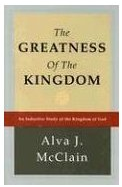 The
GREATNESS
Of The
KINGDOM
An Inductive Study of the Kingdom of God
Alva J.
McClain